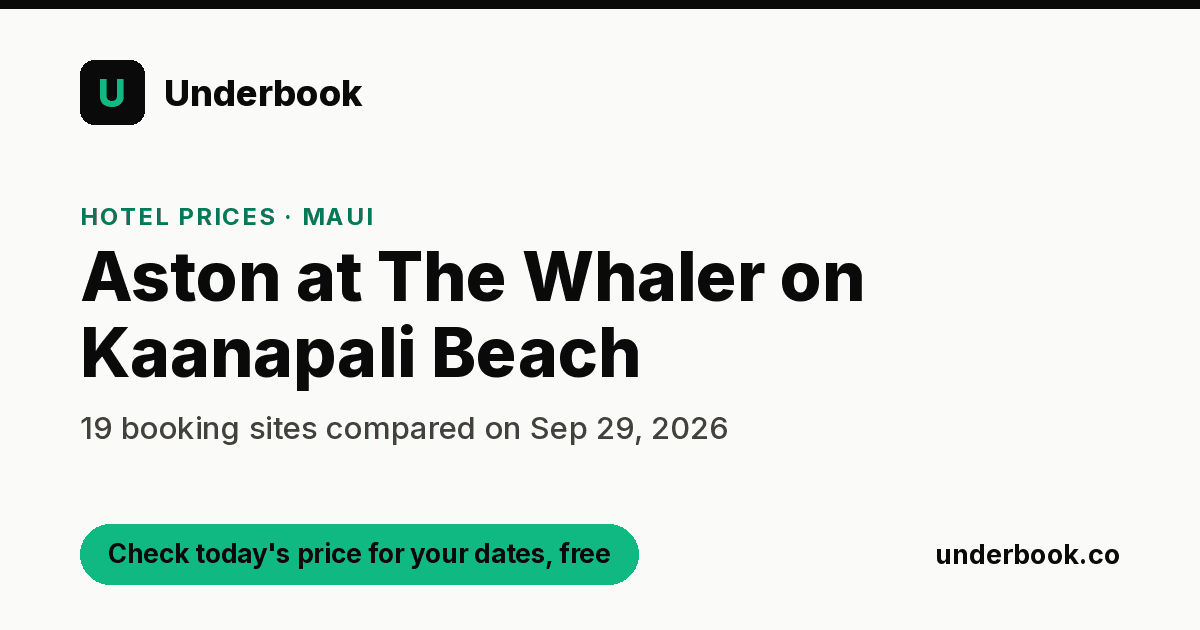 U Underbook
HOTEL PRICES · MAUI
Aston at The Whaler on
Kaanapali Beach
19 booking sites compared on Sep 29, 2026
Check today's price for your dates, free
underbook.co